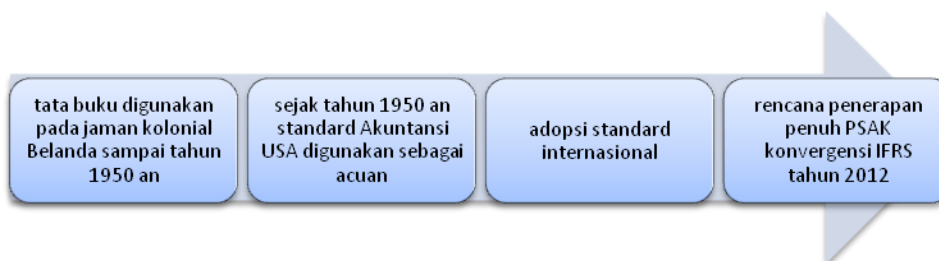 tata buku digunakan
pada jaman kolonial
Belanda sampai tahun
1950 an
sejak tahun 1950 an
standard Akuntansi
USA digunakan sebagai
acuan
adopsi standard
internasional
rencana penerapan
penuh PSAK
konvergensi IFRS
tahun 2012